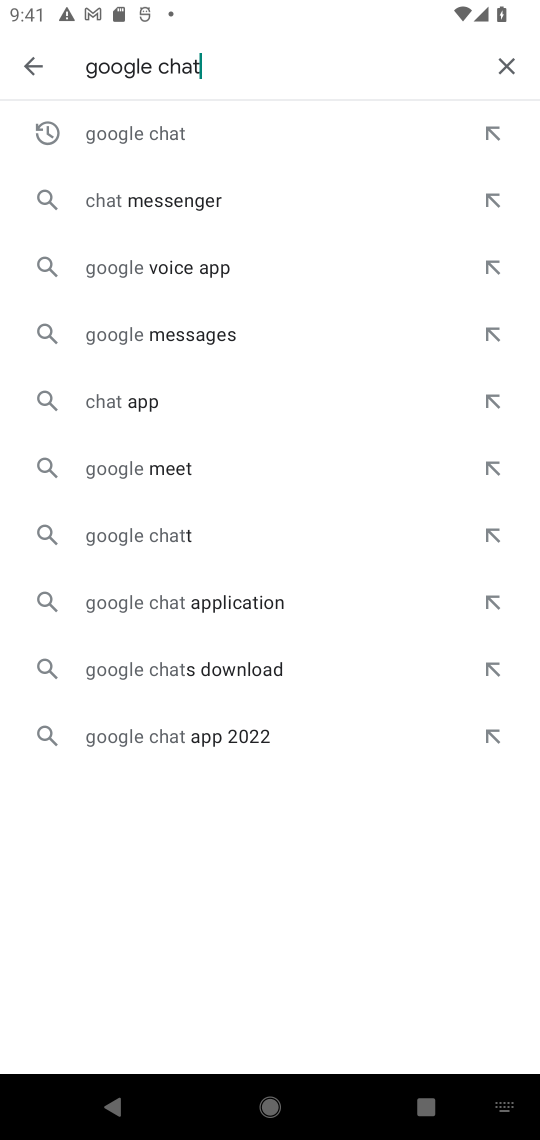 9:41
google chat
google chat
chat messenger
google voice app
google messages
chat app
google meet
google chatt
google chat application
google chats download
google chat app 2022